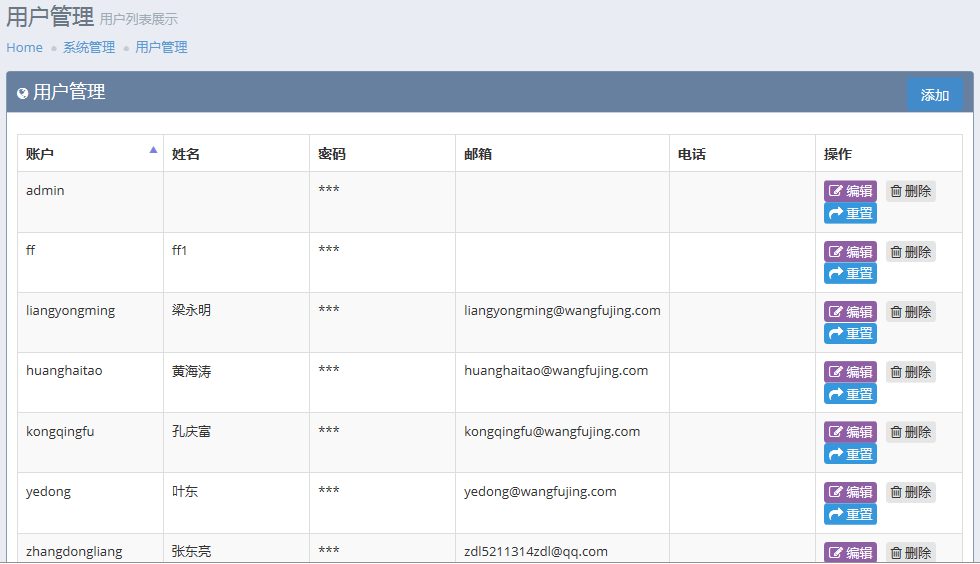 用户管理 用户列表展示
Home 系统管理 用户管理
用户管理 添加
账户 姓名 密码 邮箱 电话 操作
admin *** 编辑 删除
重置
ff ff1 *** 编辑 删除
重置
liangyongming 梁永明 *** liangyongming@wangfujing.com 编辑 删除
重置
huanghaitao 黄海涛 *** huanghaitao@wangfujing.com 编辑 删除
重置
kongqingfu 孔庆富 *** kongqingfu@wangfujing.com 编辑 删除
重置
yedong 叶东 *** yedong@wangfujing.com 编辑 删除
重置
zhangdongliang 张东亮 *** zdl5211314zdl@qq.com 编辑 删除